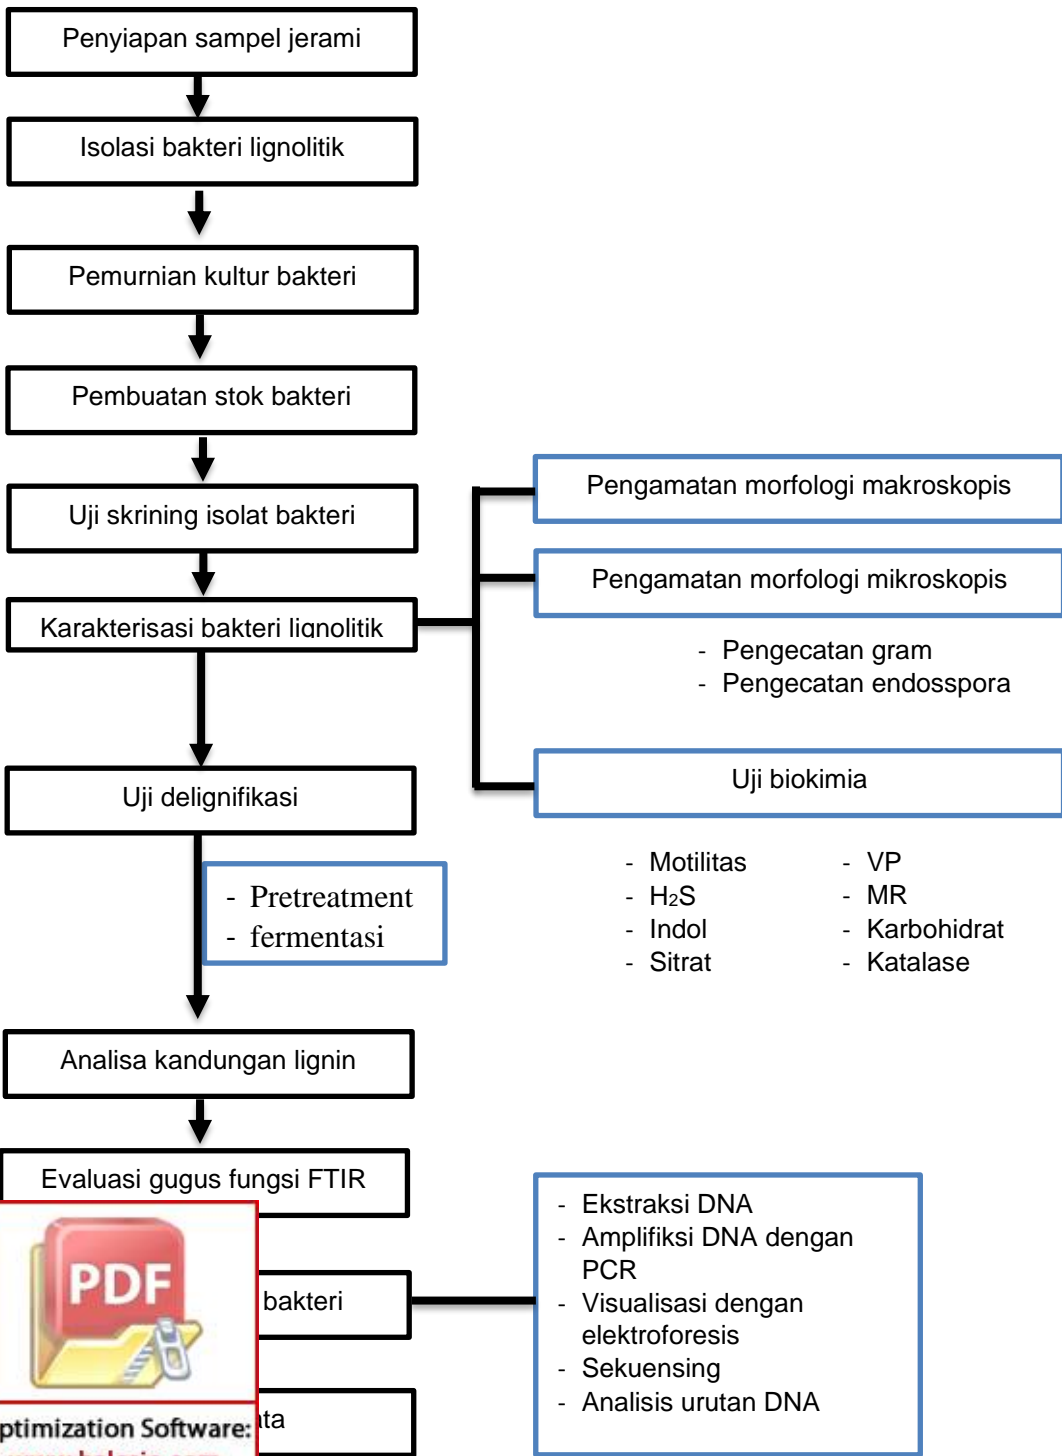 Penyiapan sampel jerami
Isolasi bakteri lignolitik
Pemurnian kultur bakteri
Pembuatan stok bakteri
Uji skrining isolat bakteri
Karakterisasi bakteri lignolitik
Pengamatan morfologi makroskopis
Pengamatan morfologi mikroskopis
- Pengecatan gram
- Pengecatan endosspora
Uji biokimia
- Motilitas
- H₂S
- Indol
- Sitrat
- VP
- MR
- Karbohidrat
- Katalase
Uji delignifikasi
- Pretreatment
- fermentasi
Analisa kandungan lignin
Evaluasi gugus fungsi FTIR
bakteri
- Ekstraksi DNA
- Amplifiksi DNA dengan
PCR
- Visualisasi dengan
elektroforesis
- Sekuensing
- Analisis urutan DNA
PDF
ptimization Software:
ata